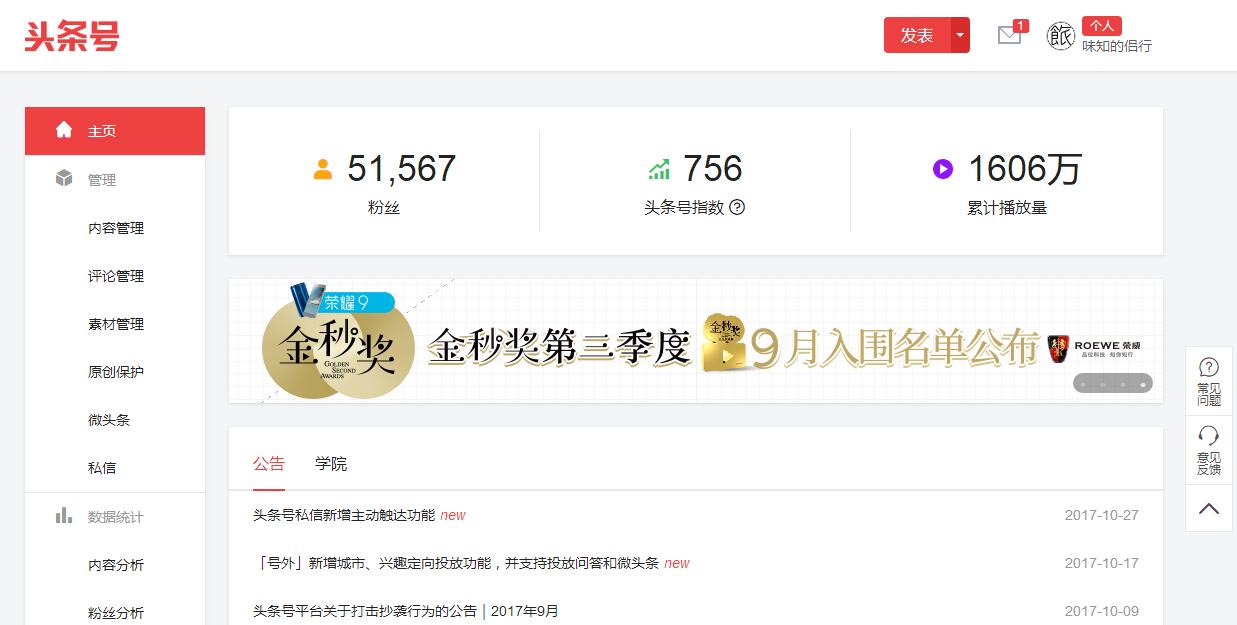 头条号
发表
1
飯
个人
味知的侣行
主页
管理
内容管理
评论管理
素材管理
原创保护
微头条
私信
数据统计
内容分析
粉丝分析
51,567
粉丝
756
头条号指数
1606万
累计播放量
荣耀9
金秒奖
GOLDEN
SECOND
AWARDS
金秒奖第三季度
金秒奖
9月入围名单公布
ROEWE 荣威
品位科技·知你知行
公告
学院
头条号私信新增主动触达功能 new
2017-10-27
「号外」新增城市、兴趣定向投放功能，并支持投放问答和微头条 new
2017-10-17
头条号平台关于打击抄袭行为的公告 | 2017年9月
2017-10-09
常见
问题
意见
反馈